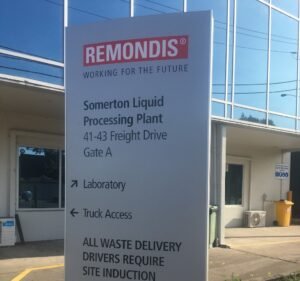 REMONDIS®
WORKING FOR THE FUTURE
Somerton Liquid
Processing Plant
41-43 Freight Drive
Gate A
↗ Laboratory
← Truck Access
ALL WASTE DELIVERY
DRIVERS REQUIRE
SITE INDUCTION